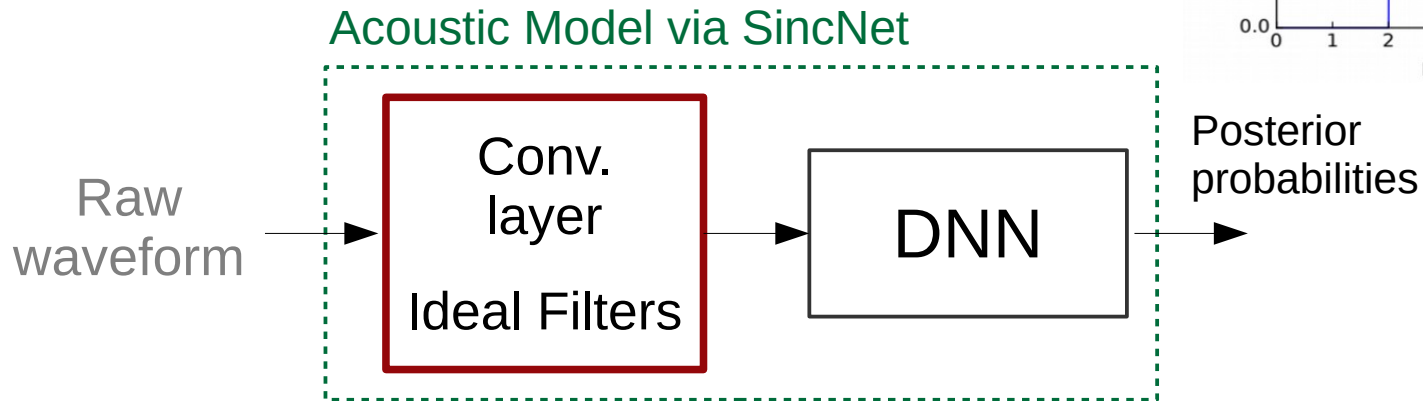 Acoustic Model via SincNet
0.0
0 1 2
Raw
waveform
Conv.
layer
Ideal Filters
DNN
Posterior
probabilities